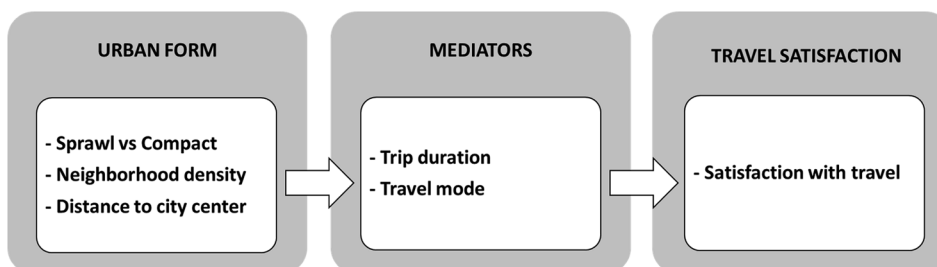 URBAN FORM
- Sprawl vs Compact
- Neighborhood density
- Distance to city center
MEDIATORS
- Trip duration
- Travel mode
TRAVEL SATISFACTION
- Satisfaction with travel